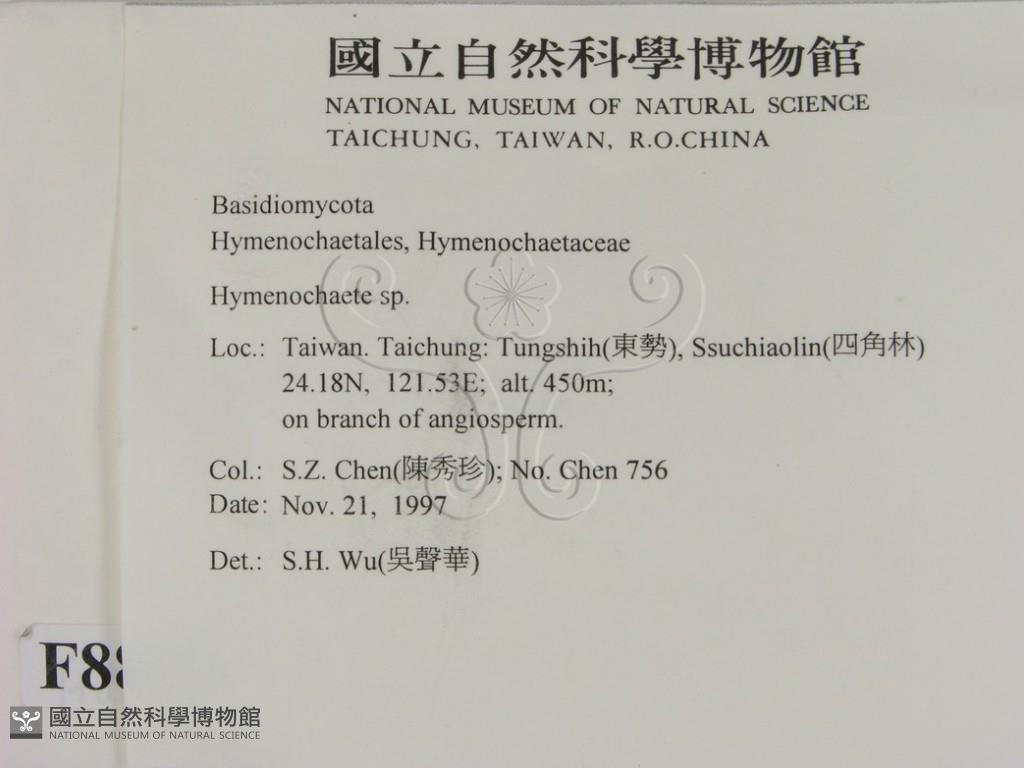 國立自然科學博物館
NATIONAL MUSEUM OF NATURAL SCIENCE
TAICHUNG, TAIWAN, R.O.CHINA
Basidiomycota
Hymenochaetales, Hymenochaetaceae
Hymenochaete sp.
Loc.: Taiwan. Taichung: Tungshih(東勢), Ssuchiaolin(四角林)
24.18N, 121.53E; alt. 450m;
on branch of angiosperm.
Col.: S.Z. Chen(陳秀珍); No. Chen 756
Date: Nov. 21, 1997
Det.: S.H. Wu(吳聲華)
國立自然科學博物館
NATIONAL MUSEUM OF NATURAL SCIENCE